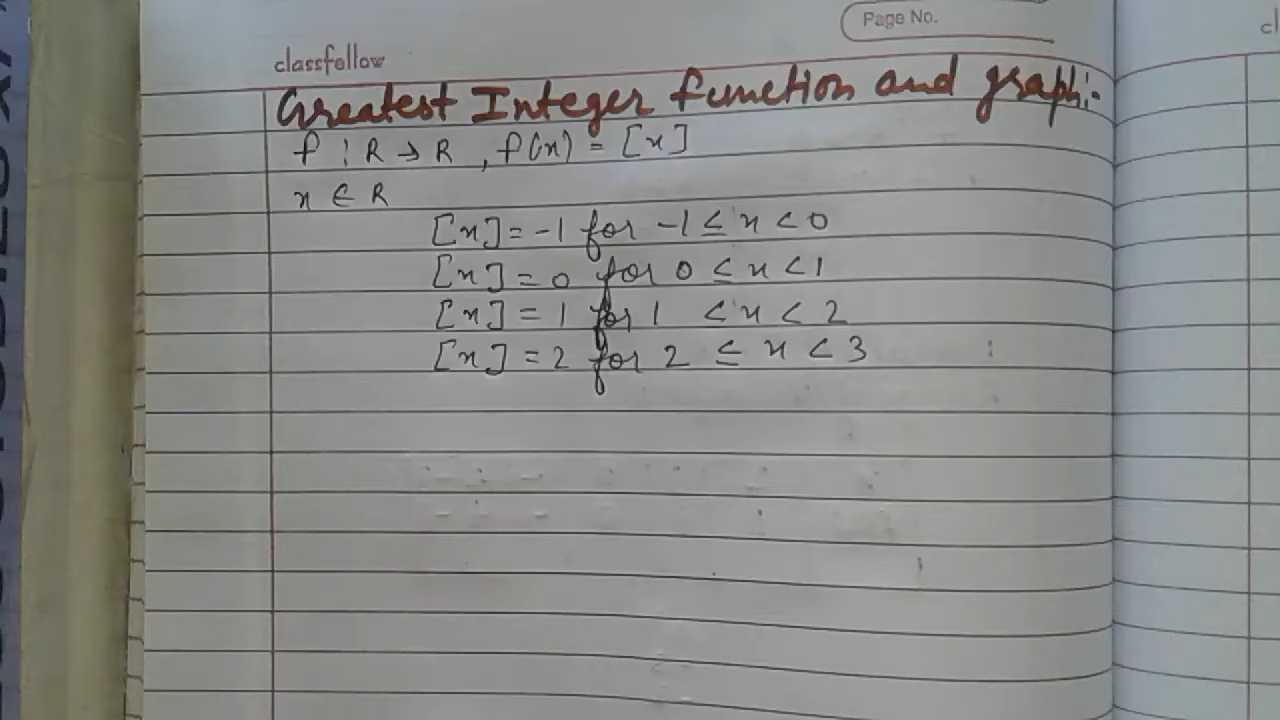 Page No.
classfollow
Greatest Integer function and graph:-
f : R → R , f(x) = [x]
x ∈ R
[x] = -1 for -1 ≤ x < 0
[x] = 0 for 0 ≤ x < 1
[x] = 1 for 1 ≤ x < 2
[x] = 2 for 2 ≤ x < 3